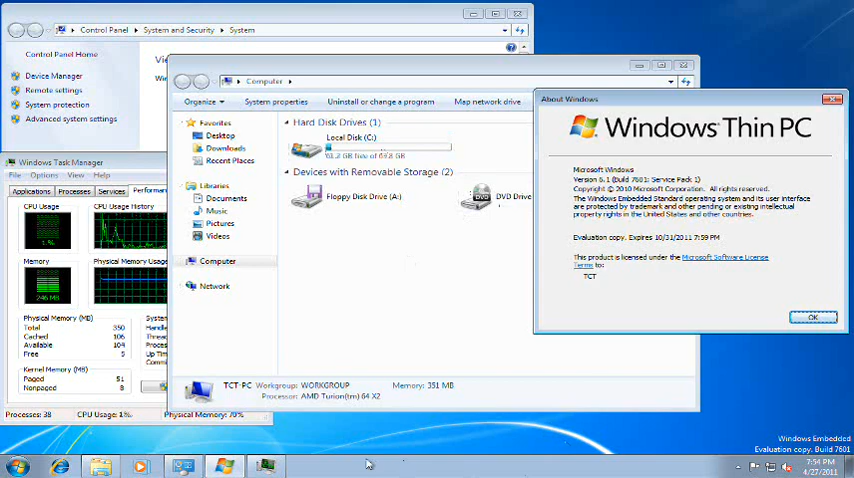 Control Panel ▸ System and Security ▸ System
Control Panel Home
Device Manager
Remote settings
System protection
Advanced system settings
Computer
Organize
System properties
Uninstall or change a program
Map network drive
Favorites
Desktop
Downloads
Recent Places
Libraries
Documents
Music
Pictures
Videos
Computer
Network
Hard Disk Drives (1)
Local Disk (C:)
Devices with Removable Storage (2)
Floppy Disk Drive (A:)
DVD Drive
TCT-PC Workgroup: WORKGROUP Memory: 351 MB
Processor: AMD Turion(tm) 64 X2
About Windows
Windows Thin PC
Microsoft Windows
Version 6.1 (Build 7601: Service Pack 1)
Copyright © 2010 Microsoft Corporation. All rights reserved.
The Windows Embedded Standard operating system and its user interface
are protected by trademark and other pending or existing intellectual
property rights in the United States and other countries.
Evaluation copy. Expires 10/31/2011 7:59 PM
This product is licensed under the Microsoft Software License
Terms to:
TCT
OK
Windows Task Manager
File Options View Help
Applications Processes Services
CPU Usage CPU Usage History
1 %
Memory Physical Memory Usag
246 MB
Physical Memory (MB)
Total 350
Cached 106
Available 104
Free 5
Kernel Memory (MB)
Paged 51
Nonpaged 8
Processes: 38 CPU Usage: 1% Physical Memory: 70%
Windows Embedded
Evaluation copy. Build 7601
7:54 PM
4/27/2011